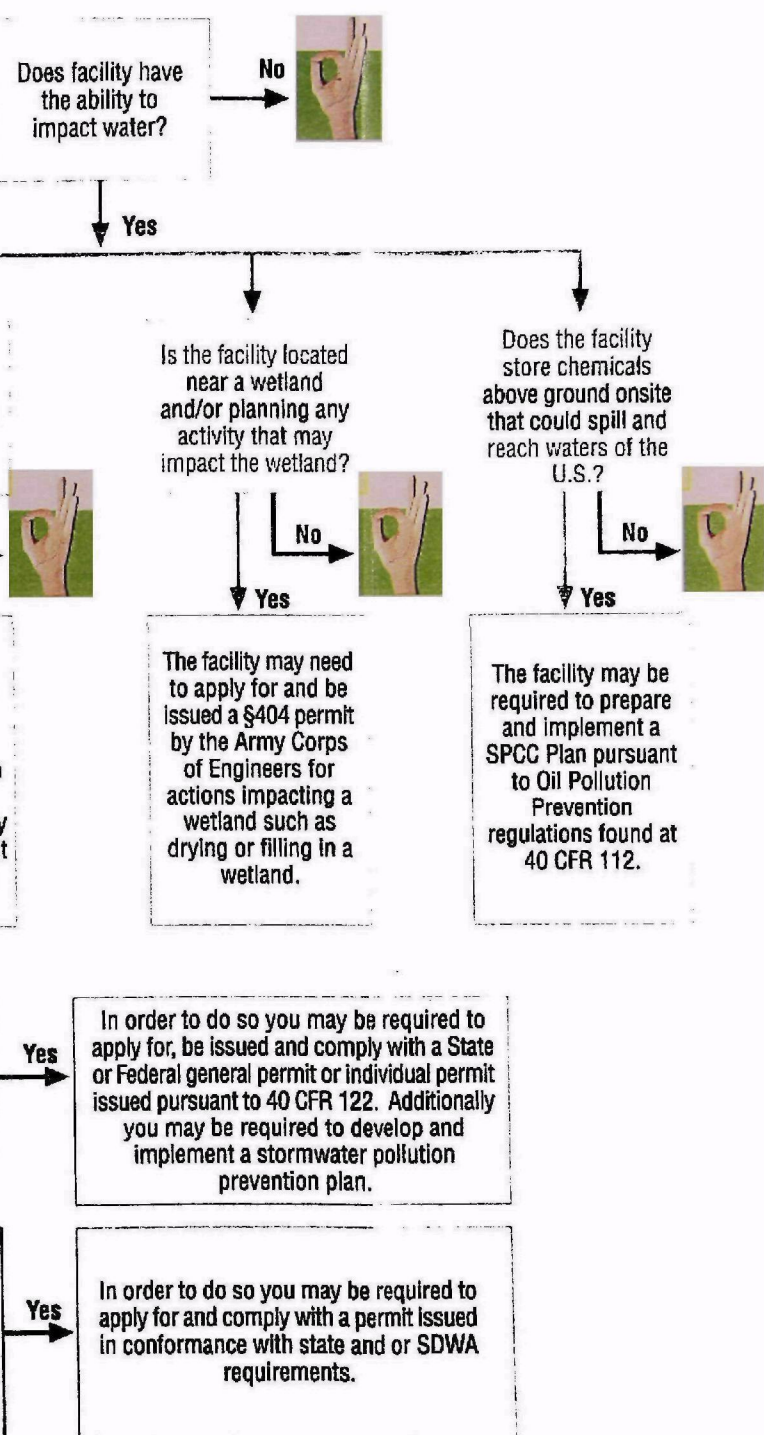 Does facility have
the ability to
impact water?
No
Yes
Is the facility located
near a wetland
and/or planning any
activity that may
impact the wetland?
No
Yes
Does the facility
store chemicals
above ground onsite
that could spill and
reach waters of the
U.S.?
No
Yes
The facility may need
to apply for and be
issued a §404 permit
by the Army Corps
of Engineers for
actions impacting a
wetland such as
drying or filling in a
wetland.
The facility may be
required to prepare
and implement a
SPCC Plan pursuant
to Oil Pollution
Prevention
regulations found at
40 CFR 112.
Yes
In order to do so you may be required to
apply for, be issued and comply with a State
or Federal general permit or individual permit
issued pursuant to 40 CFR 122. Additionally
you may be required to develop and
implement a stormwater pollution
prevention plan.
Yes
In order to do so you may be required to
apply for and comply with a permit issued
in conformance with state and or SDWA
requirements.